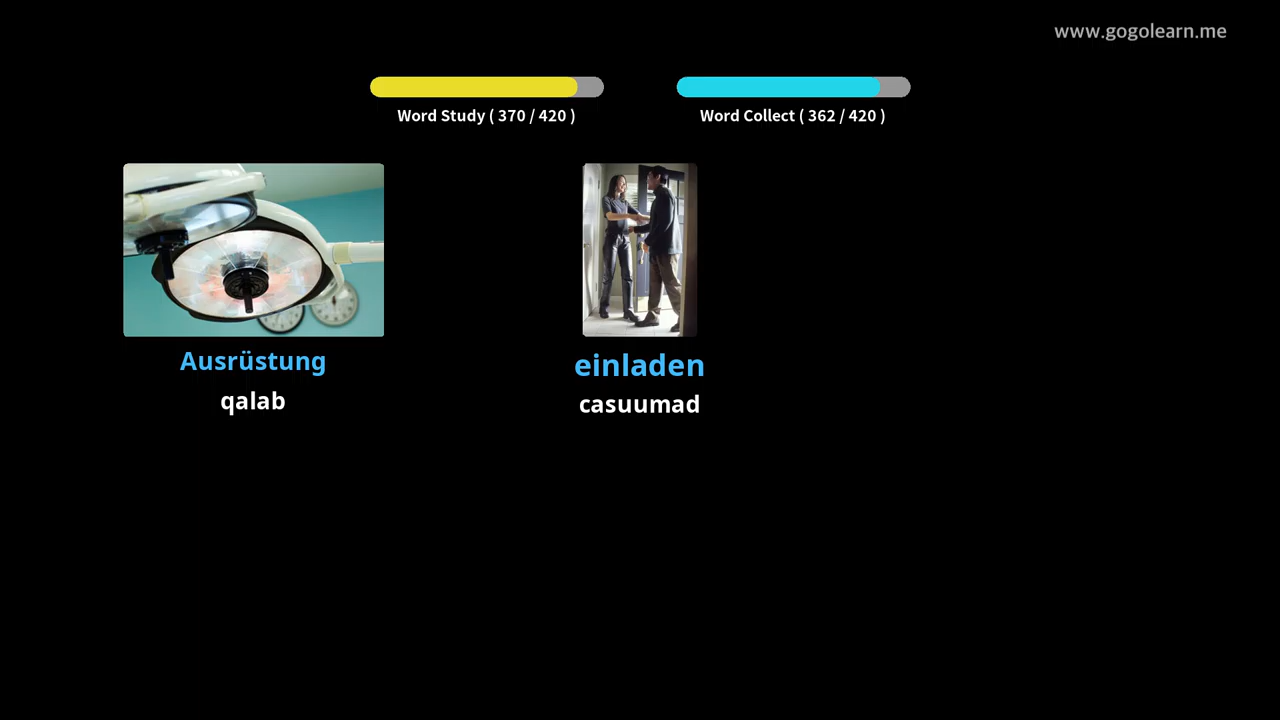 www.gogolearn.me
Word Study ( 370 / 420 )
Word Collect ( 362 / 420 )
Ausrüstung
qalab
einladen
casuumad